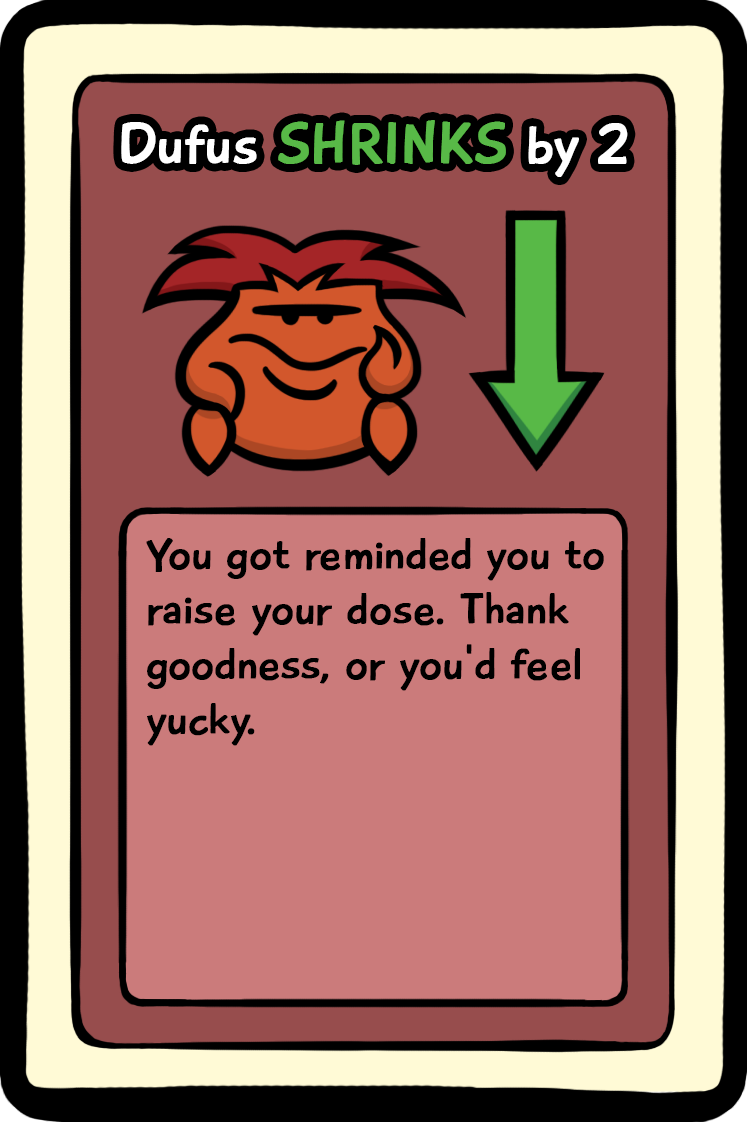 Dufus SHRINKS by 2
You got reminded you to
raise your dose. Thank
goodness, or you'd feel
yucky.